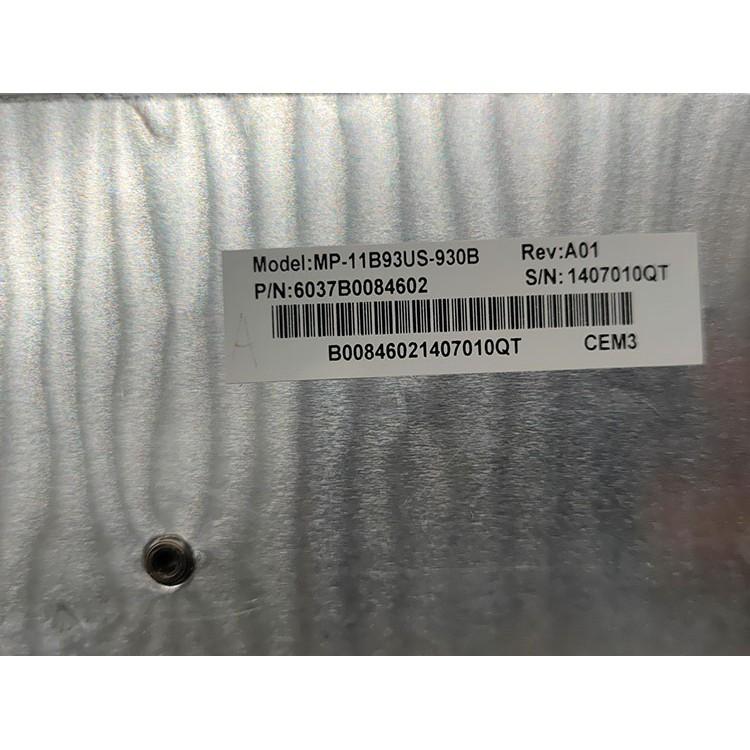 Model:MP-11B93US-930B Rev:A01
P/N:6037B0084602 S/N:1407010QT
B00846021407010QT CEM3
A